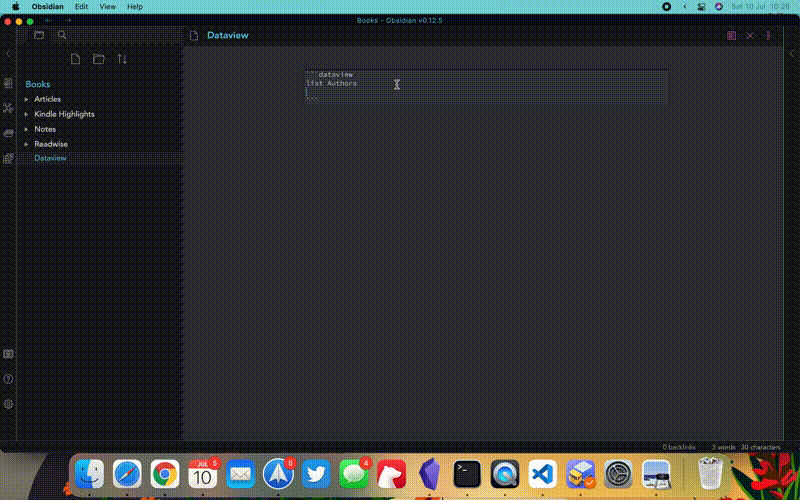 Obsidian Edit View Help Sat 10 Jul 10:26
Books - Obsidian v0.12.5
Dataview
Books
Articles
Kindle Highlights
Notes
Readwise
Dataview
```dataview
list Authors
```
0 backlinks 3 words 30 characters
5
JUL
10
6
4